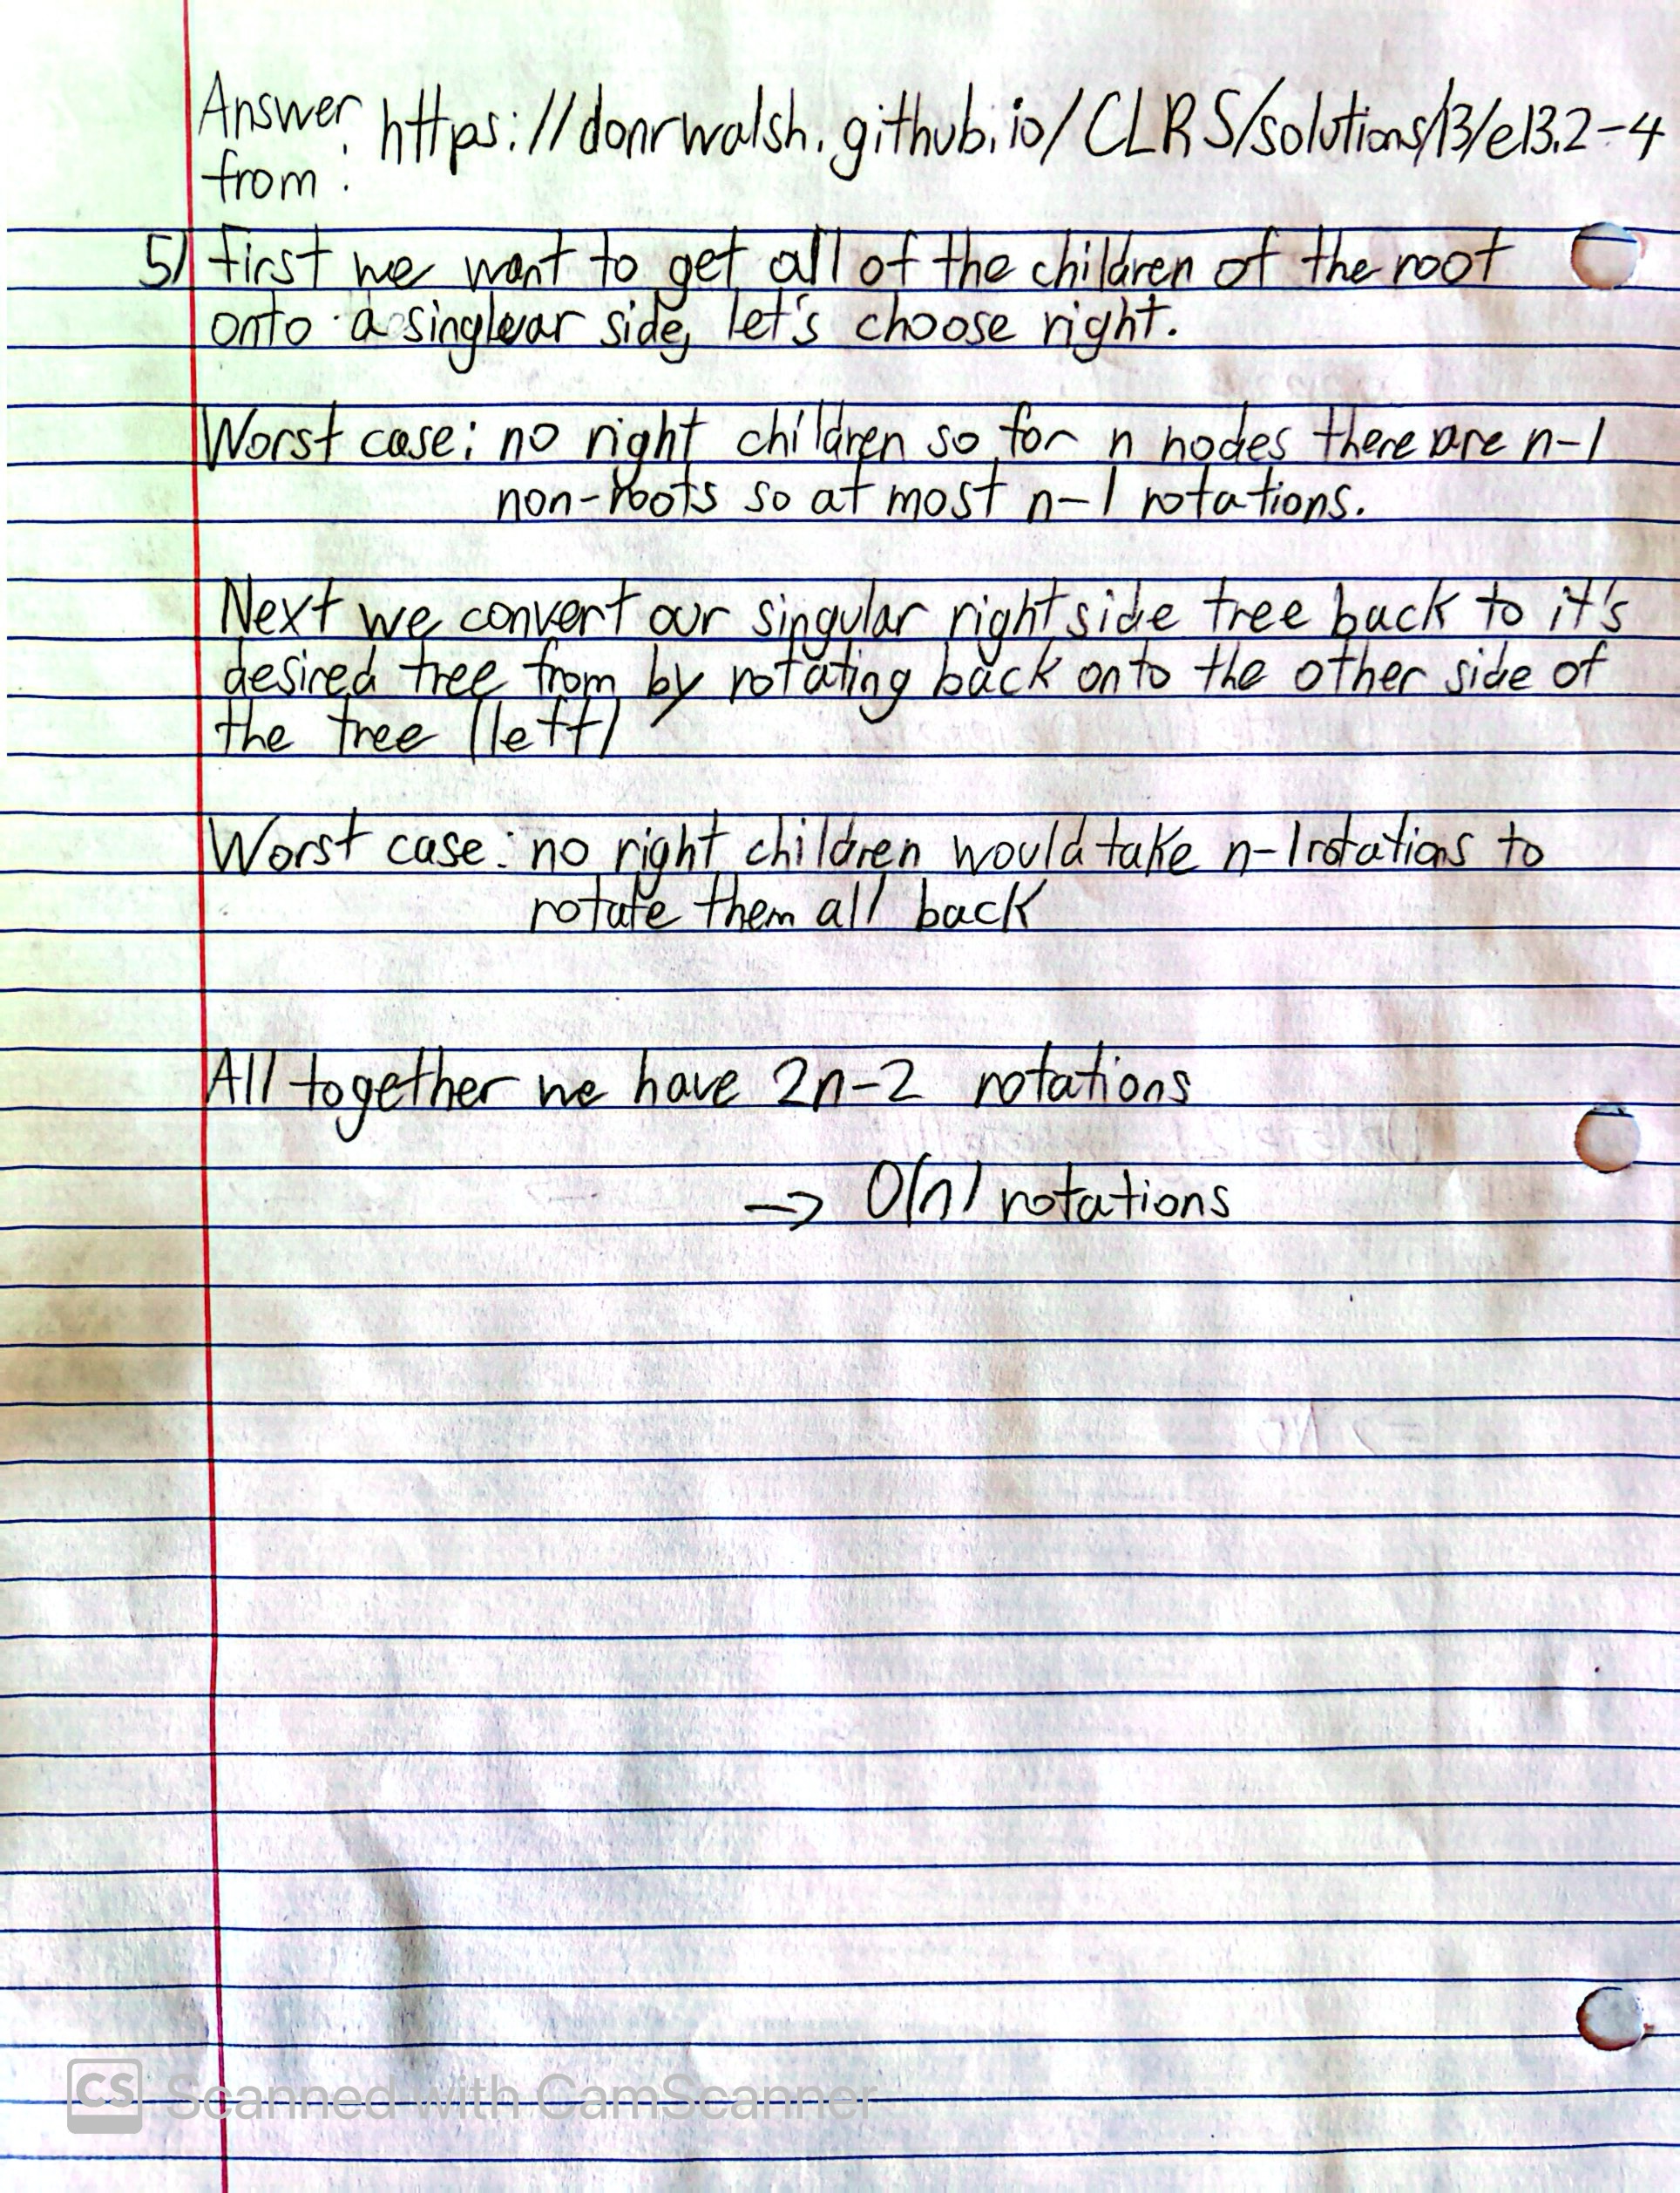 Answer from: https://donrwalsh.github.io/CLRS/solutions/13/e13.2-4
5) First we want to get all of the children of the root
onto a singluar side, let's choose right.
Worst case: no right children so for n nodes there are n-1
non-roots so at most n-1 rotations.
Next we convert our singular right side tree back to it's
desired tree from by rotating back onto the other side of
the tree (left)
Worst case: no right children would take n-1 rotations to
rotate them all back
All together we have 2n-2 rotations
→ O(n) rotations
CS Scanned with CamScanner